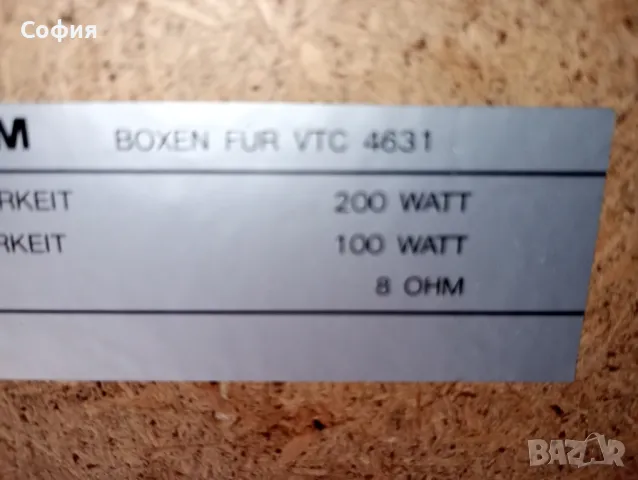 София
M BOXEN FUR VTC 4631
RKEIT 200 WATT
RKEIT 100 WATT
8 OHM
BAZAR